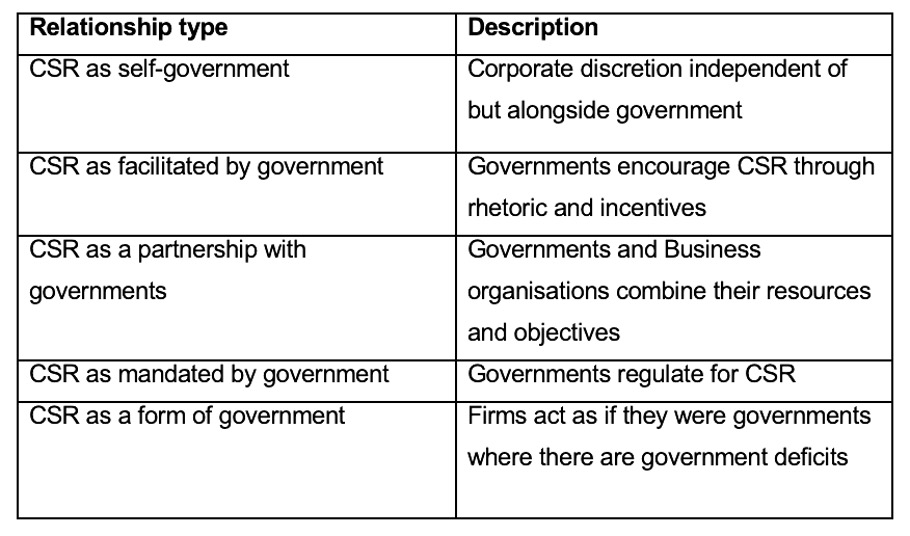 Relationship type
Description
CSR as self-government
Corporate discretion independent of
but alongside government
CSR as facilitated by government
Governments encourage CSR through
rhetoric and incentives
CSR as a partnership with
governments
Governments and Business
organisations combine their resources
and objectives
CSR as mandated by government
Governments regulate for CSR
CSR as a form of government
Firms act as if they were governments
where there are government deficits